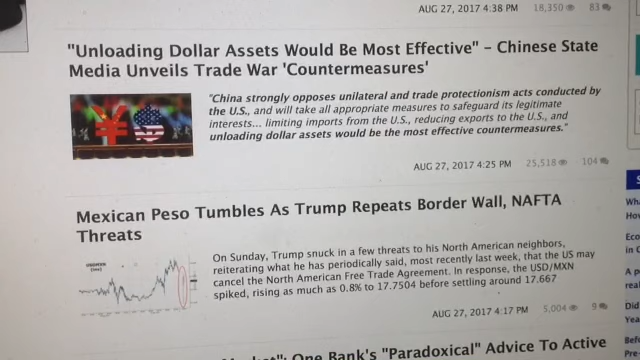 AUG 27, 2017 4:38 PM 18,350 83
"Unloading Dollar Assets Would Be Most Effective" – Chinese State
Media Unveils Trade War 'Countermeasures'
"China strongly opposes unilateral and trade protectionism acts conducted by
the U.S., and will take all appropriate measures to safeguard its legitimate
interests... limiting imports from the U.S., reducing exports to the U.S., and
unloading dollar assets would be the most effective countermeasures."
AUG 27, 2017 4:25 PM 25,518 104
Mexican Peso Tumbles As Trump Repeats Border Wall, NAFTA
Threats
On Sunday, Trump snuck in a few threats to his North American neighbors,
reiterating what he has periodically said, most recently last week, that the US may
cancel the North American Free Trade Agreement. In response, the USD/MXN
spiked, rising as much as 0.8% to 17.7504 before settling around 17.667
AUG 27, 2017 4:17 PM 5,004 9
One Bank's "Paradoxical" Advice To Active